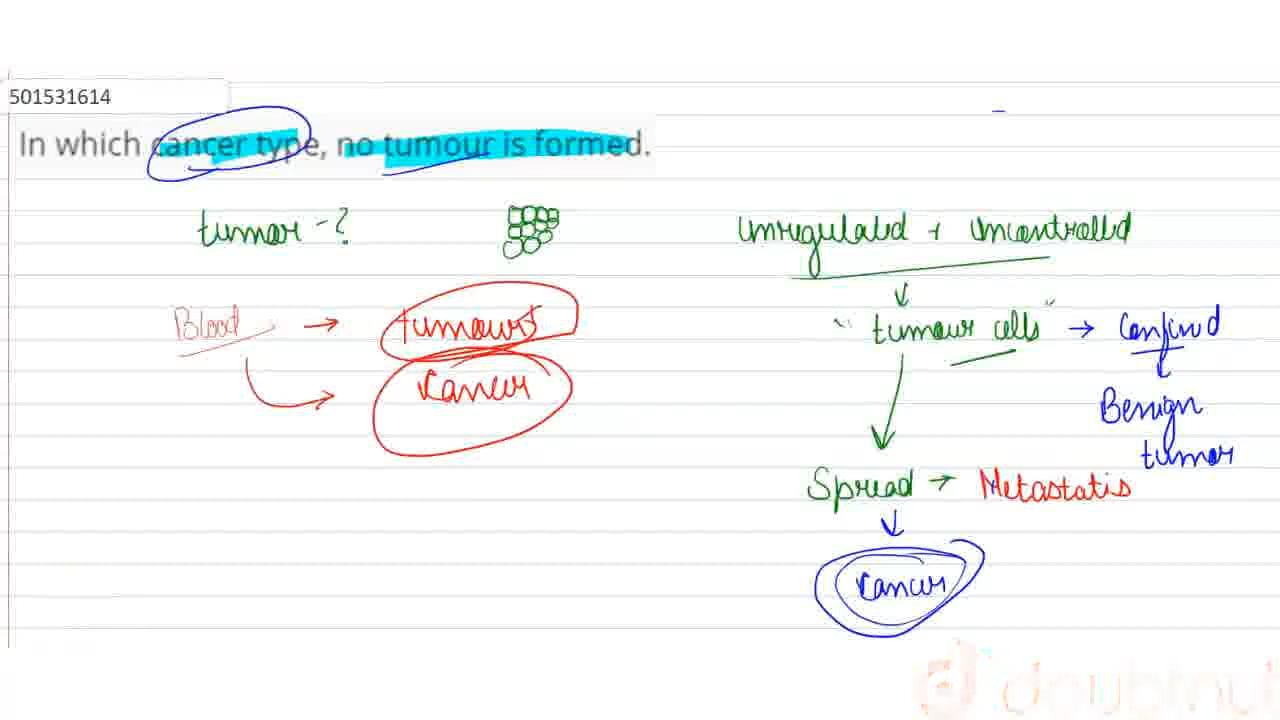 501531614
In which cancer type, no tumour is formed.
tumor - ?
unregulated + uncontrolled
Blood → tumours
"tumour cells" → Confined
cancer
Benign
tumor
Spread → Metastatis
cancer
doubtnut